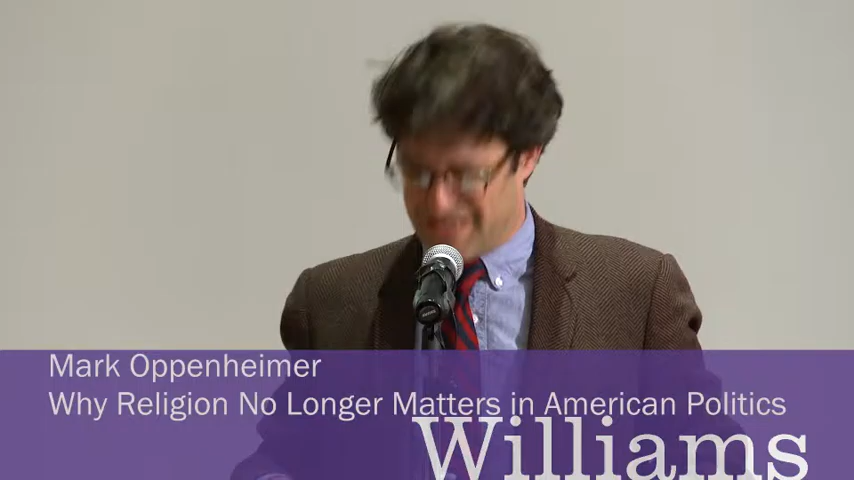 Mark Oppenheimer
Why Religion No Longer Matters in American Politics
Williams